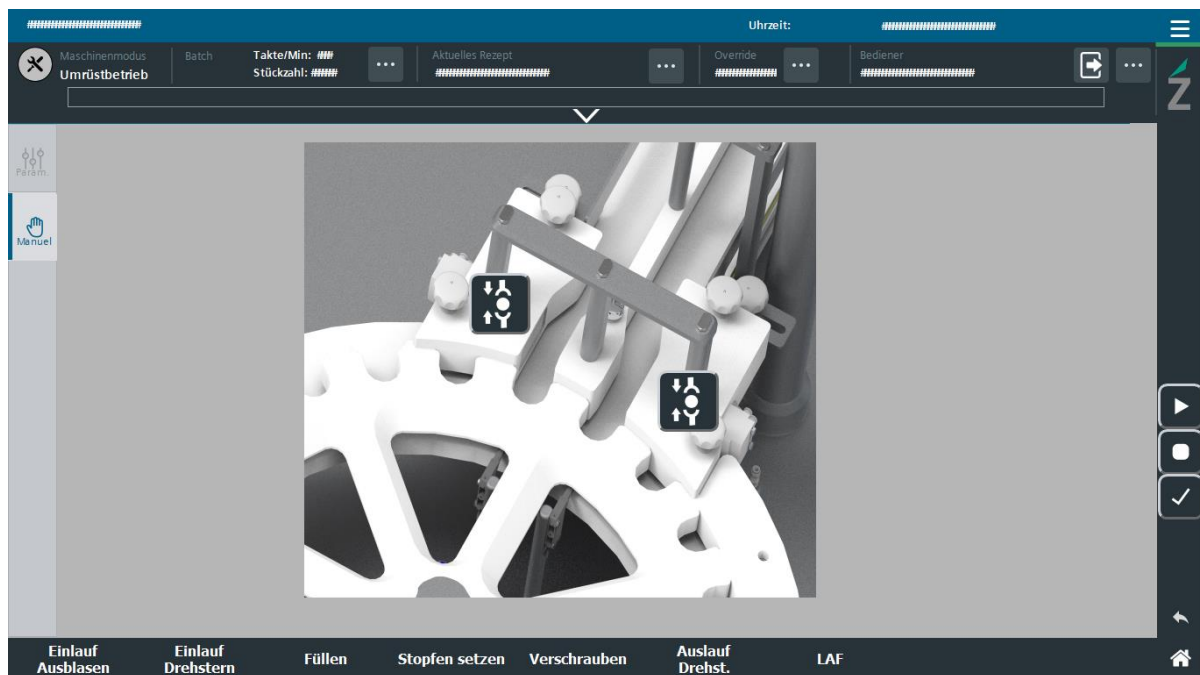 ########################
Uhrzeit:
########################
Maschinenmodus
Umrüstbetrieb
Batch
Takte/Min: ###
Stückzahl: #####
...
Aktuelles Rezept
########################
...
Override
#############
...
Bediener
########################
...
Z
Param.
Manuel
Einlauf
Ausblasen
Einlauf
Drehstern
Füllen
Stopfen setzen
Verschrauben
Auslauf
Drehst.
LAF